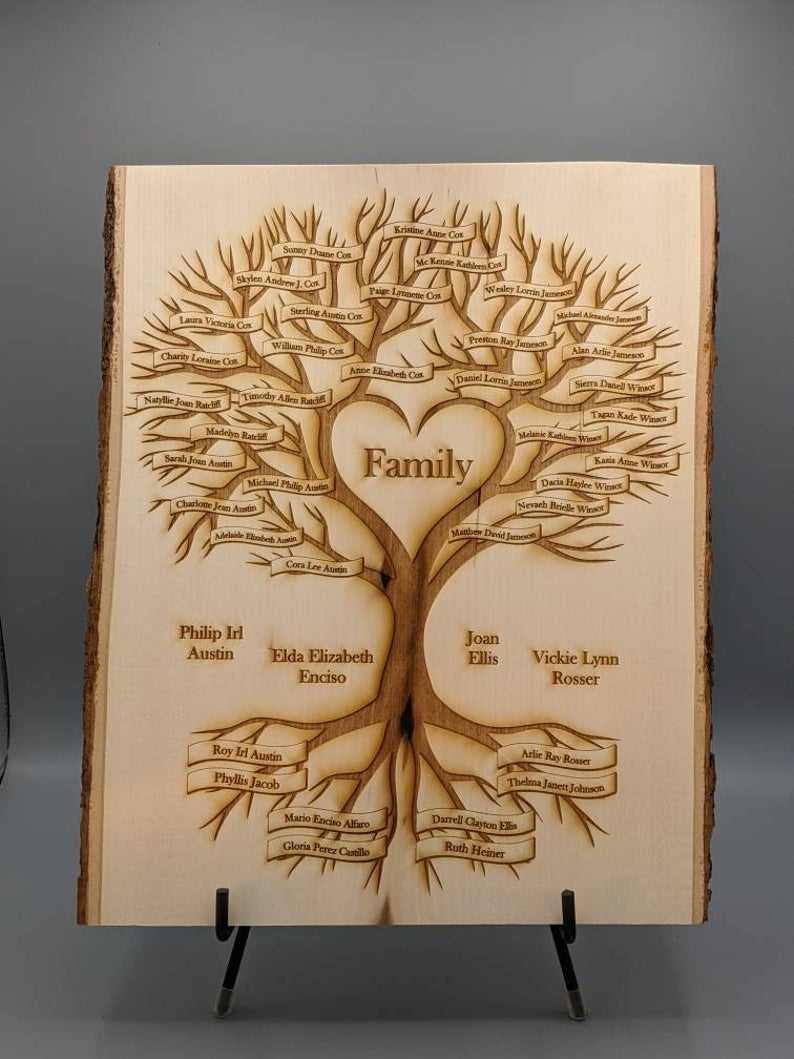 Kristine Anne Cox
Sunny Duane Cox
Mc Kennie Kathleen Cox
Skylen Andrew J. Cox
Paige Lynnette Cox
Wesley Lorrin Jameson
Laura Victoria Cox
Sterling Austin Cox
Michael Alexander Jameson
Charity Loraine Cox
William Philip Cox
Preston Ray Jameson
Alan Arlie Jameson
Anne Elizabeth Cox
Daniel Lorrin Jameson
Sierra Danell Winsor
Natyllie Joan Ratcliff
Timothy Allen Ratcliff
Tagan Kade Winsor
Madelyn Ratcliff
Melanie Kathleen Winsor
Family
Sarah Joan Austin
Kasia Anne Winsor
Michael Philip Austin
Dacia Haylee Winsor
Charlotte Jean Austin
Nevaeh Brielle Winsor
Adelaide Elizabeth Austin
Matthew David Jameson
Cora Lee Austin
Philip Irl
Austin
Elda Elizabeth
Enciso
Joan
Ellis
Vickie Lynn
Rosser
Roy Irl Austin
Phyllis Jacob
Arlie Ray Rosser
Thelma Janett Johnson
Mario Enciso Alfaro
Gloria Perez Castillo
Darrell Clayton Ellis
Ruth Heiner